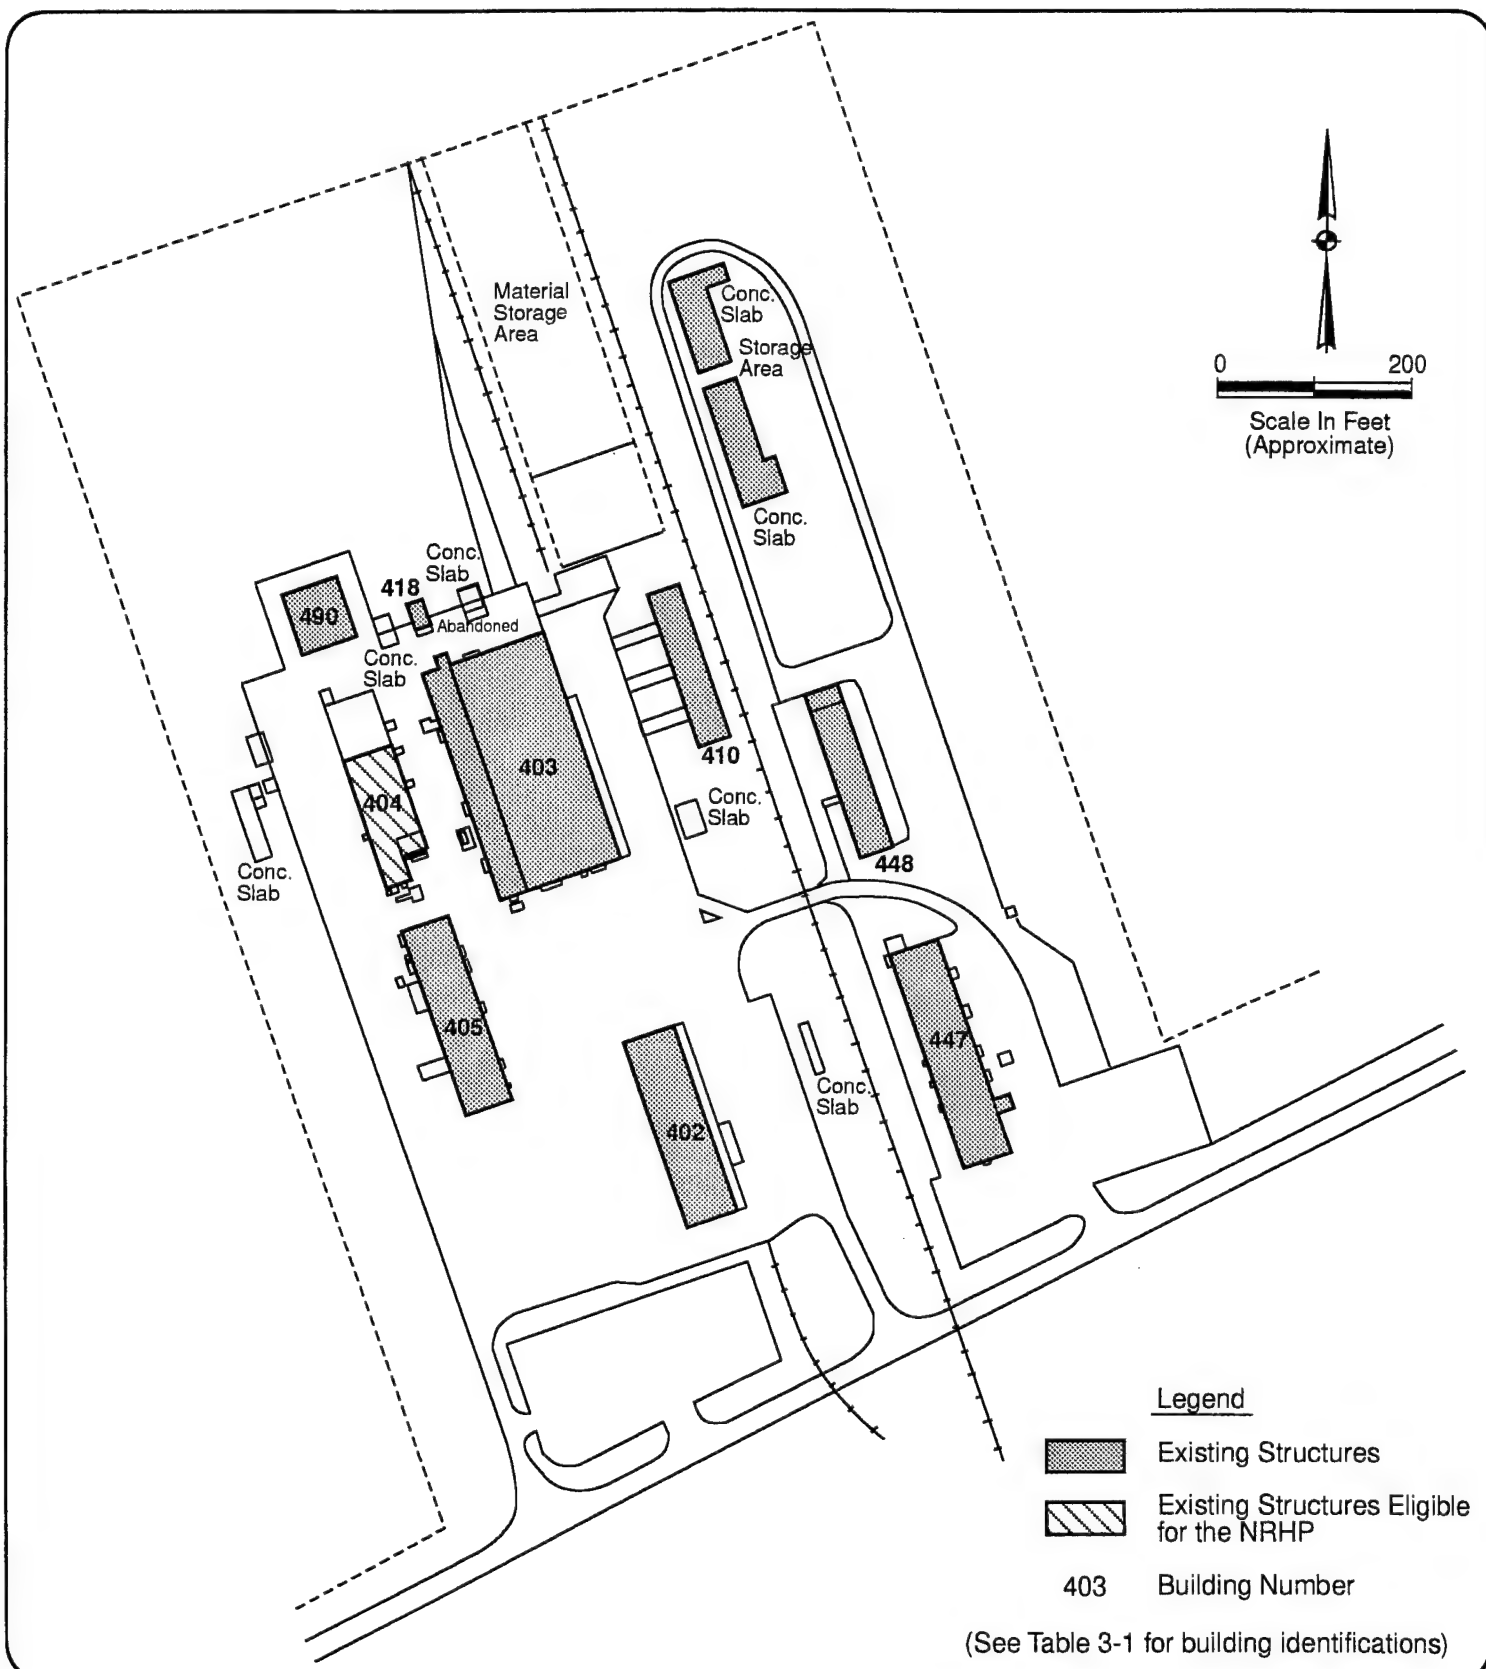 Material
Storage
Area
Conc.
Slab
Storage
Area
Conc.
Slab
0 200
Scale In Feet
(Approximate)
Conc.
Slab
418
490
Abandoned
Conc.
Slab
403
410
404
Conc.
Slab
448
Conc.
Slab
405
447
402
Conc.
Slab
Legend
Existing Structures
Existing Structures Eligible
for the NRHP
403 Building Number
(See Table 3-1 for building identifications)